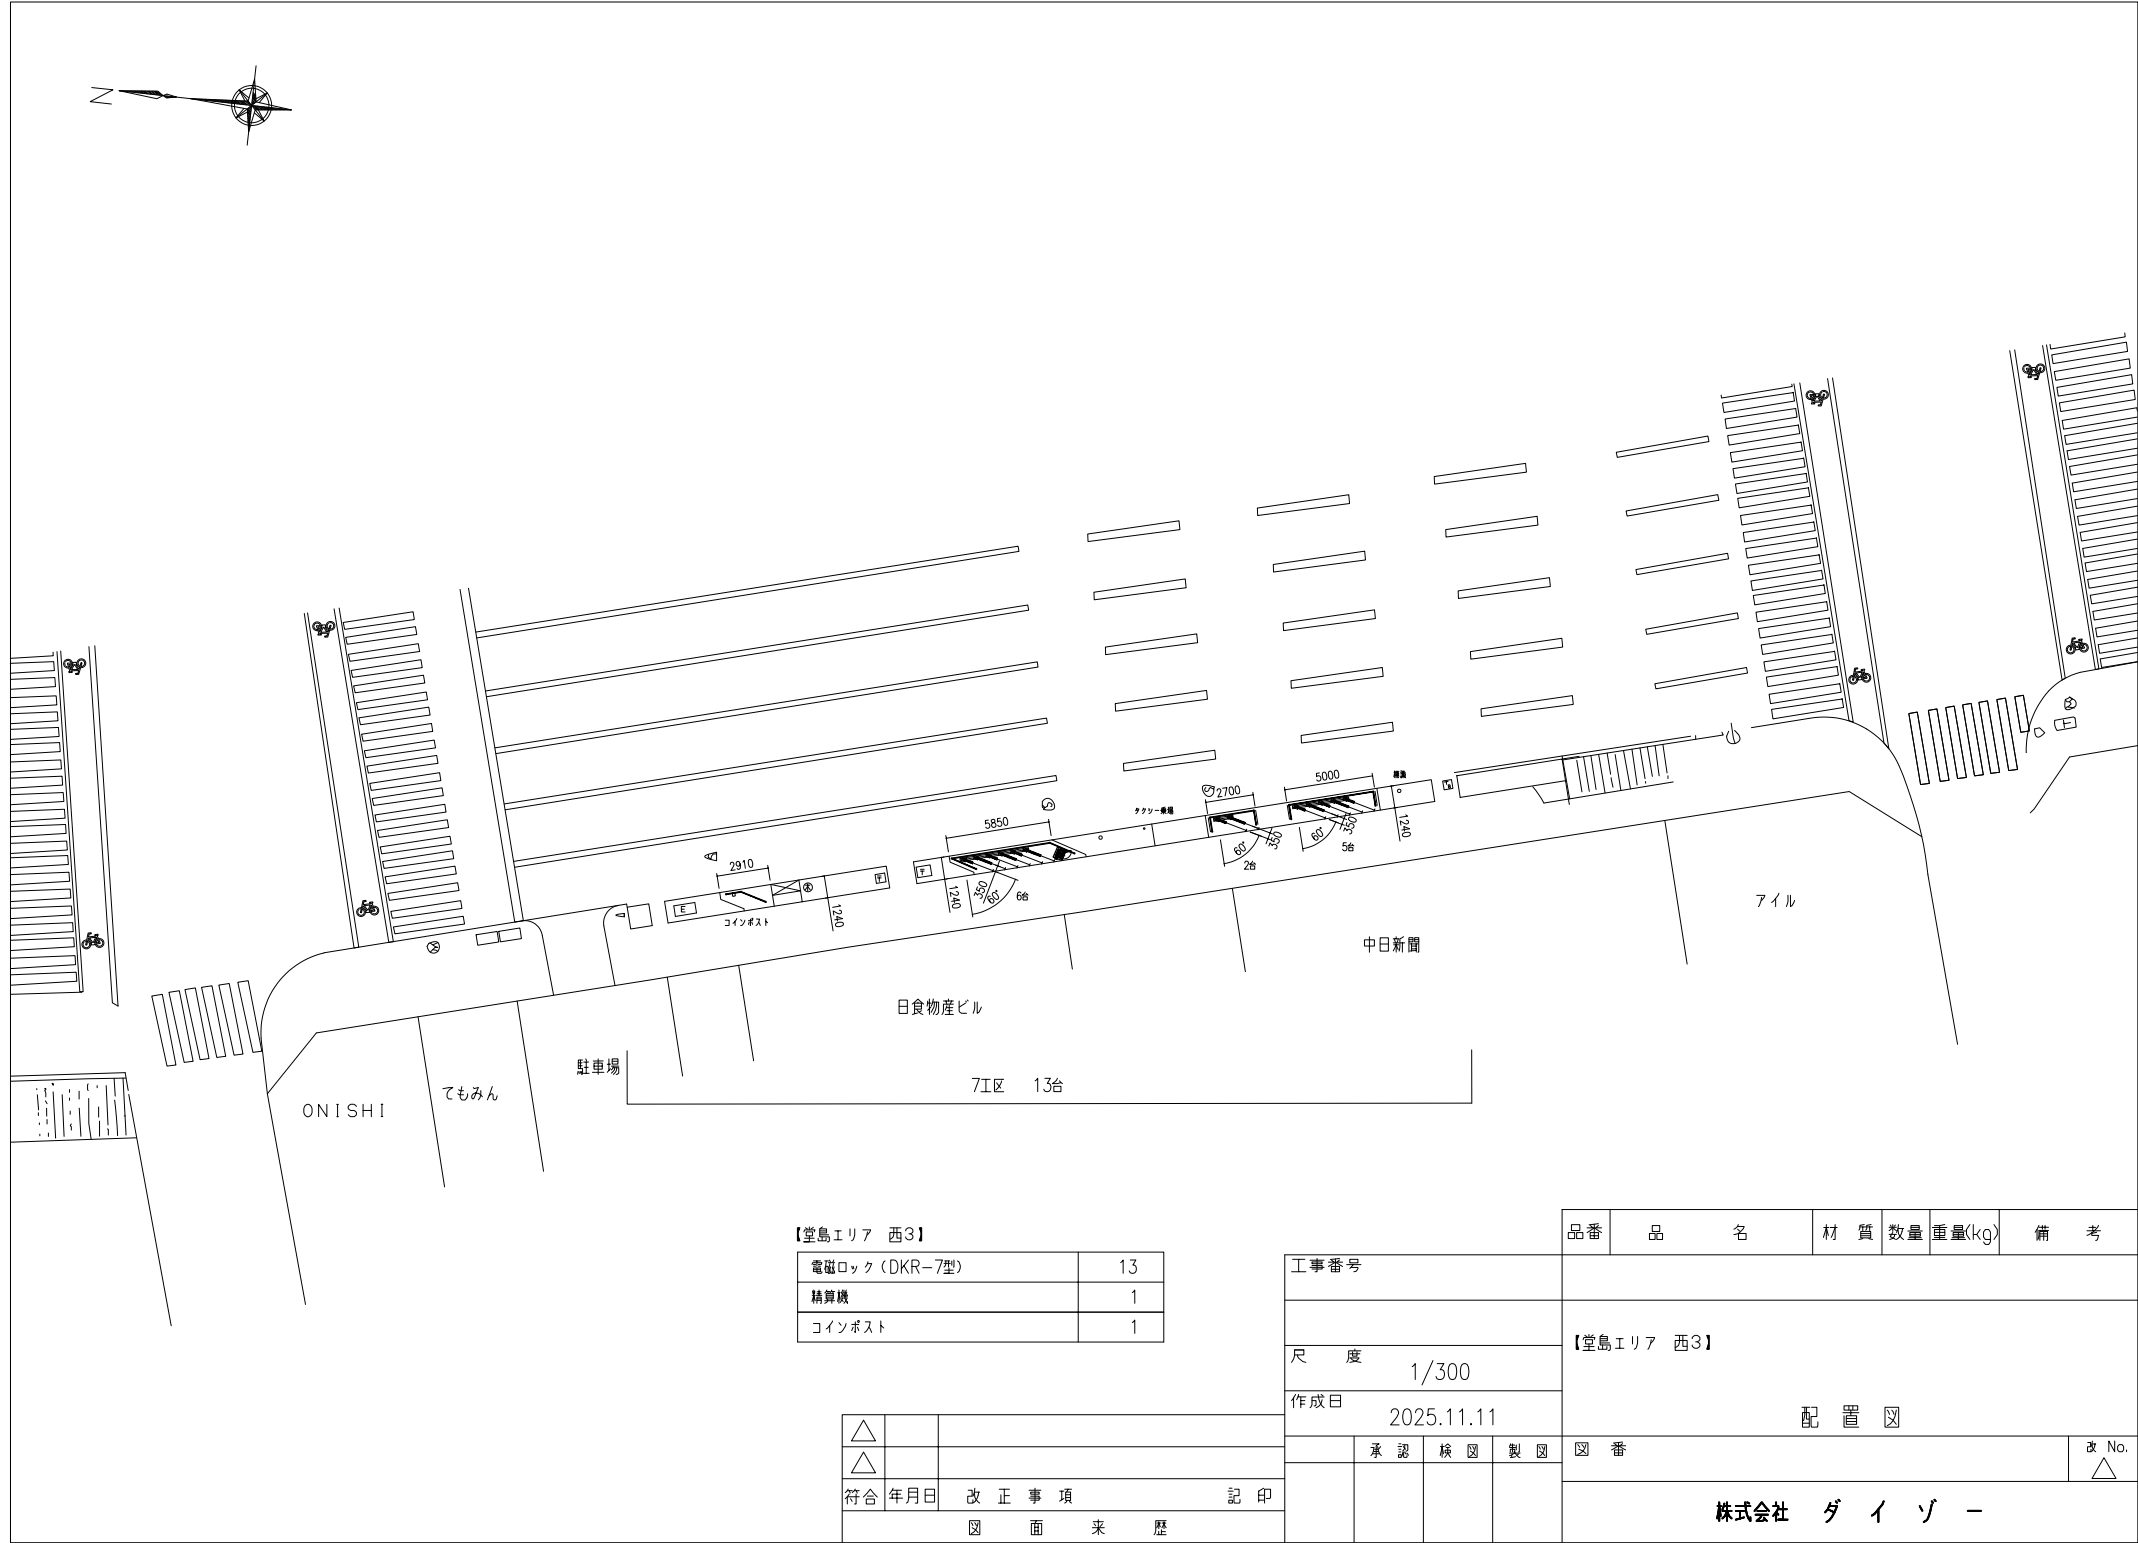 N
5000
2700
タクシー乗場
5850
350
60°
5台
1240
350
60°
2台
2910
350
60°
6台
1240
E
コインポスト
1240
アイル
中日新聞
日食物産ビル
駐車場
7工区　13台
てもみん
ONISHI
【堂島エリア　西3】
電磁ロック（DKR－7型） 13
精算機 1
コインポスト 1
品番 品　名 材　質 数量 重量(kg) 備　考
工事番号
【堂島エリア　西3】
尺　度 1/300
作成日 2025.11.11
配　置　図
承　認 検　図 製　図 図　番 改 No.
符合 年月日 改　正　事　項 記　印
図　面　来　歴
株式会社　ダ　イ　ゾ　ー